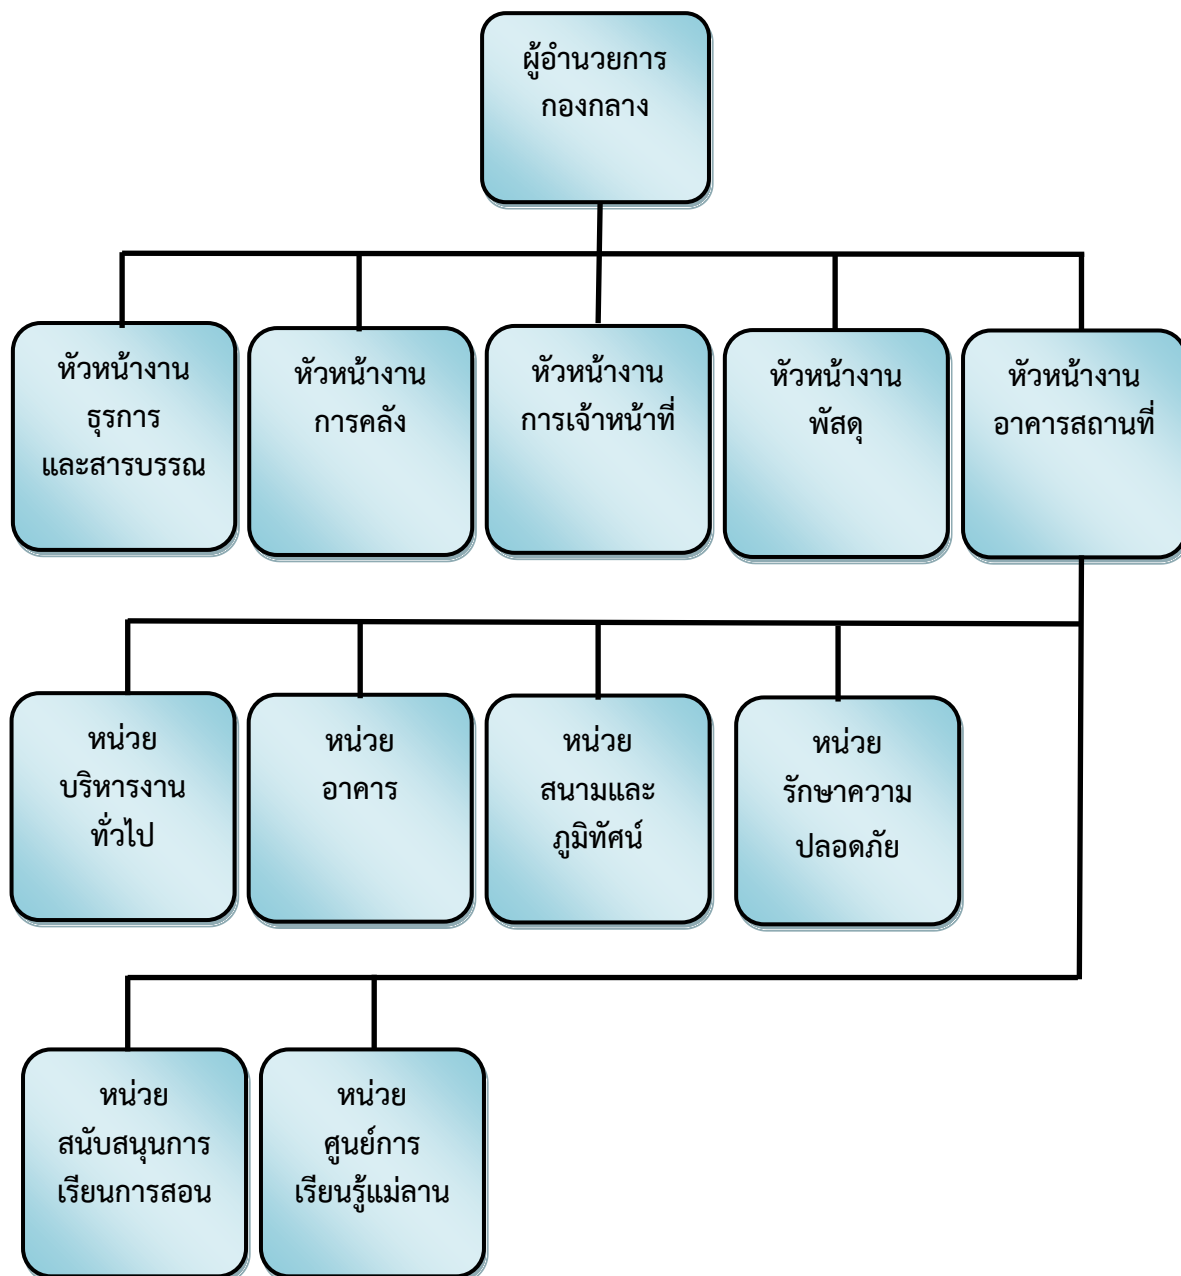 ผู้อำนวยการ
กองกลาง
หัวหน้างาน
ธุรการ
และสารบรรณ
หัวหน้างาน
การคลัง
หัวหน้างาน
การเจ้าหน้าที่
หัวหน้างาน
พัสดุ
หัวหน้างาน
อาคารสถานที่
หน่วย
บริหารงาน
ทั่วไป
หน่วย
อาคาร
หน่วย
สนามและ
ภูมิทัศน์
หน่วย
รักษาความ
ปลอดภัย
หน่วย
สนับสนุนการ
เรียนการสอน
หน่วย
ศูนย์การ
เรียนรู้แม่ลาน